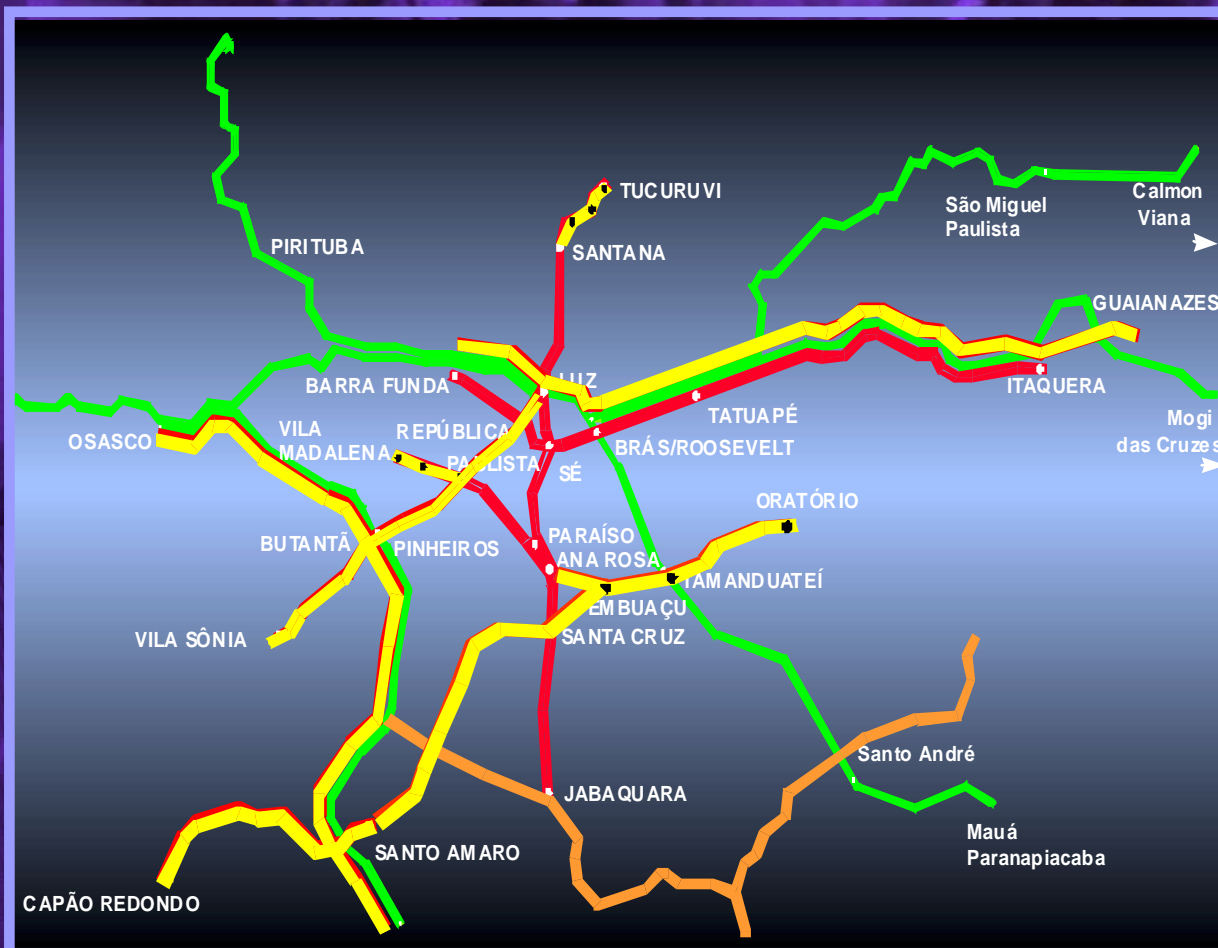 TUCURUVI
São Miguel
Paulista
Calmon
Viana
PIRITUBA
SANTANA
GUAIANAZES
LUZ
BARRA FUNDA
ITAQUERA
TATUAPÉ
Mogi
das Cruzes
OSASCO
VILA
MADALENA
REPÚBLICA
PAULISTA
BRÁS/ROOSEVELT
SÉ
ORATÓRIO
BUTANTÃ
PINHEIROS
PARAÍSO
ANA ROSA
TAMANDUATEÍ
EMBUAÇU
VILA SÔNIA
SANTA CRUZ
Santo André
JABAQUARA
Mauá
Paranapiacaba
SANTO AMARO
CAPÃO REDONDO